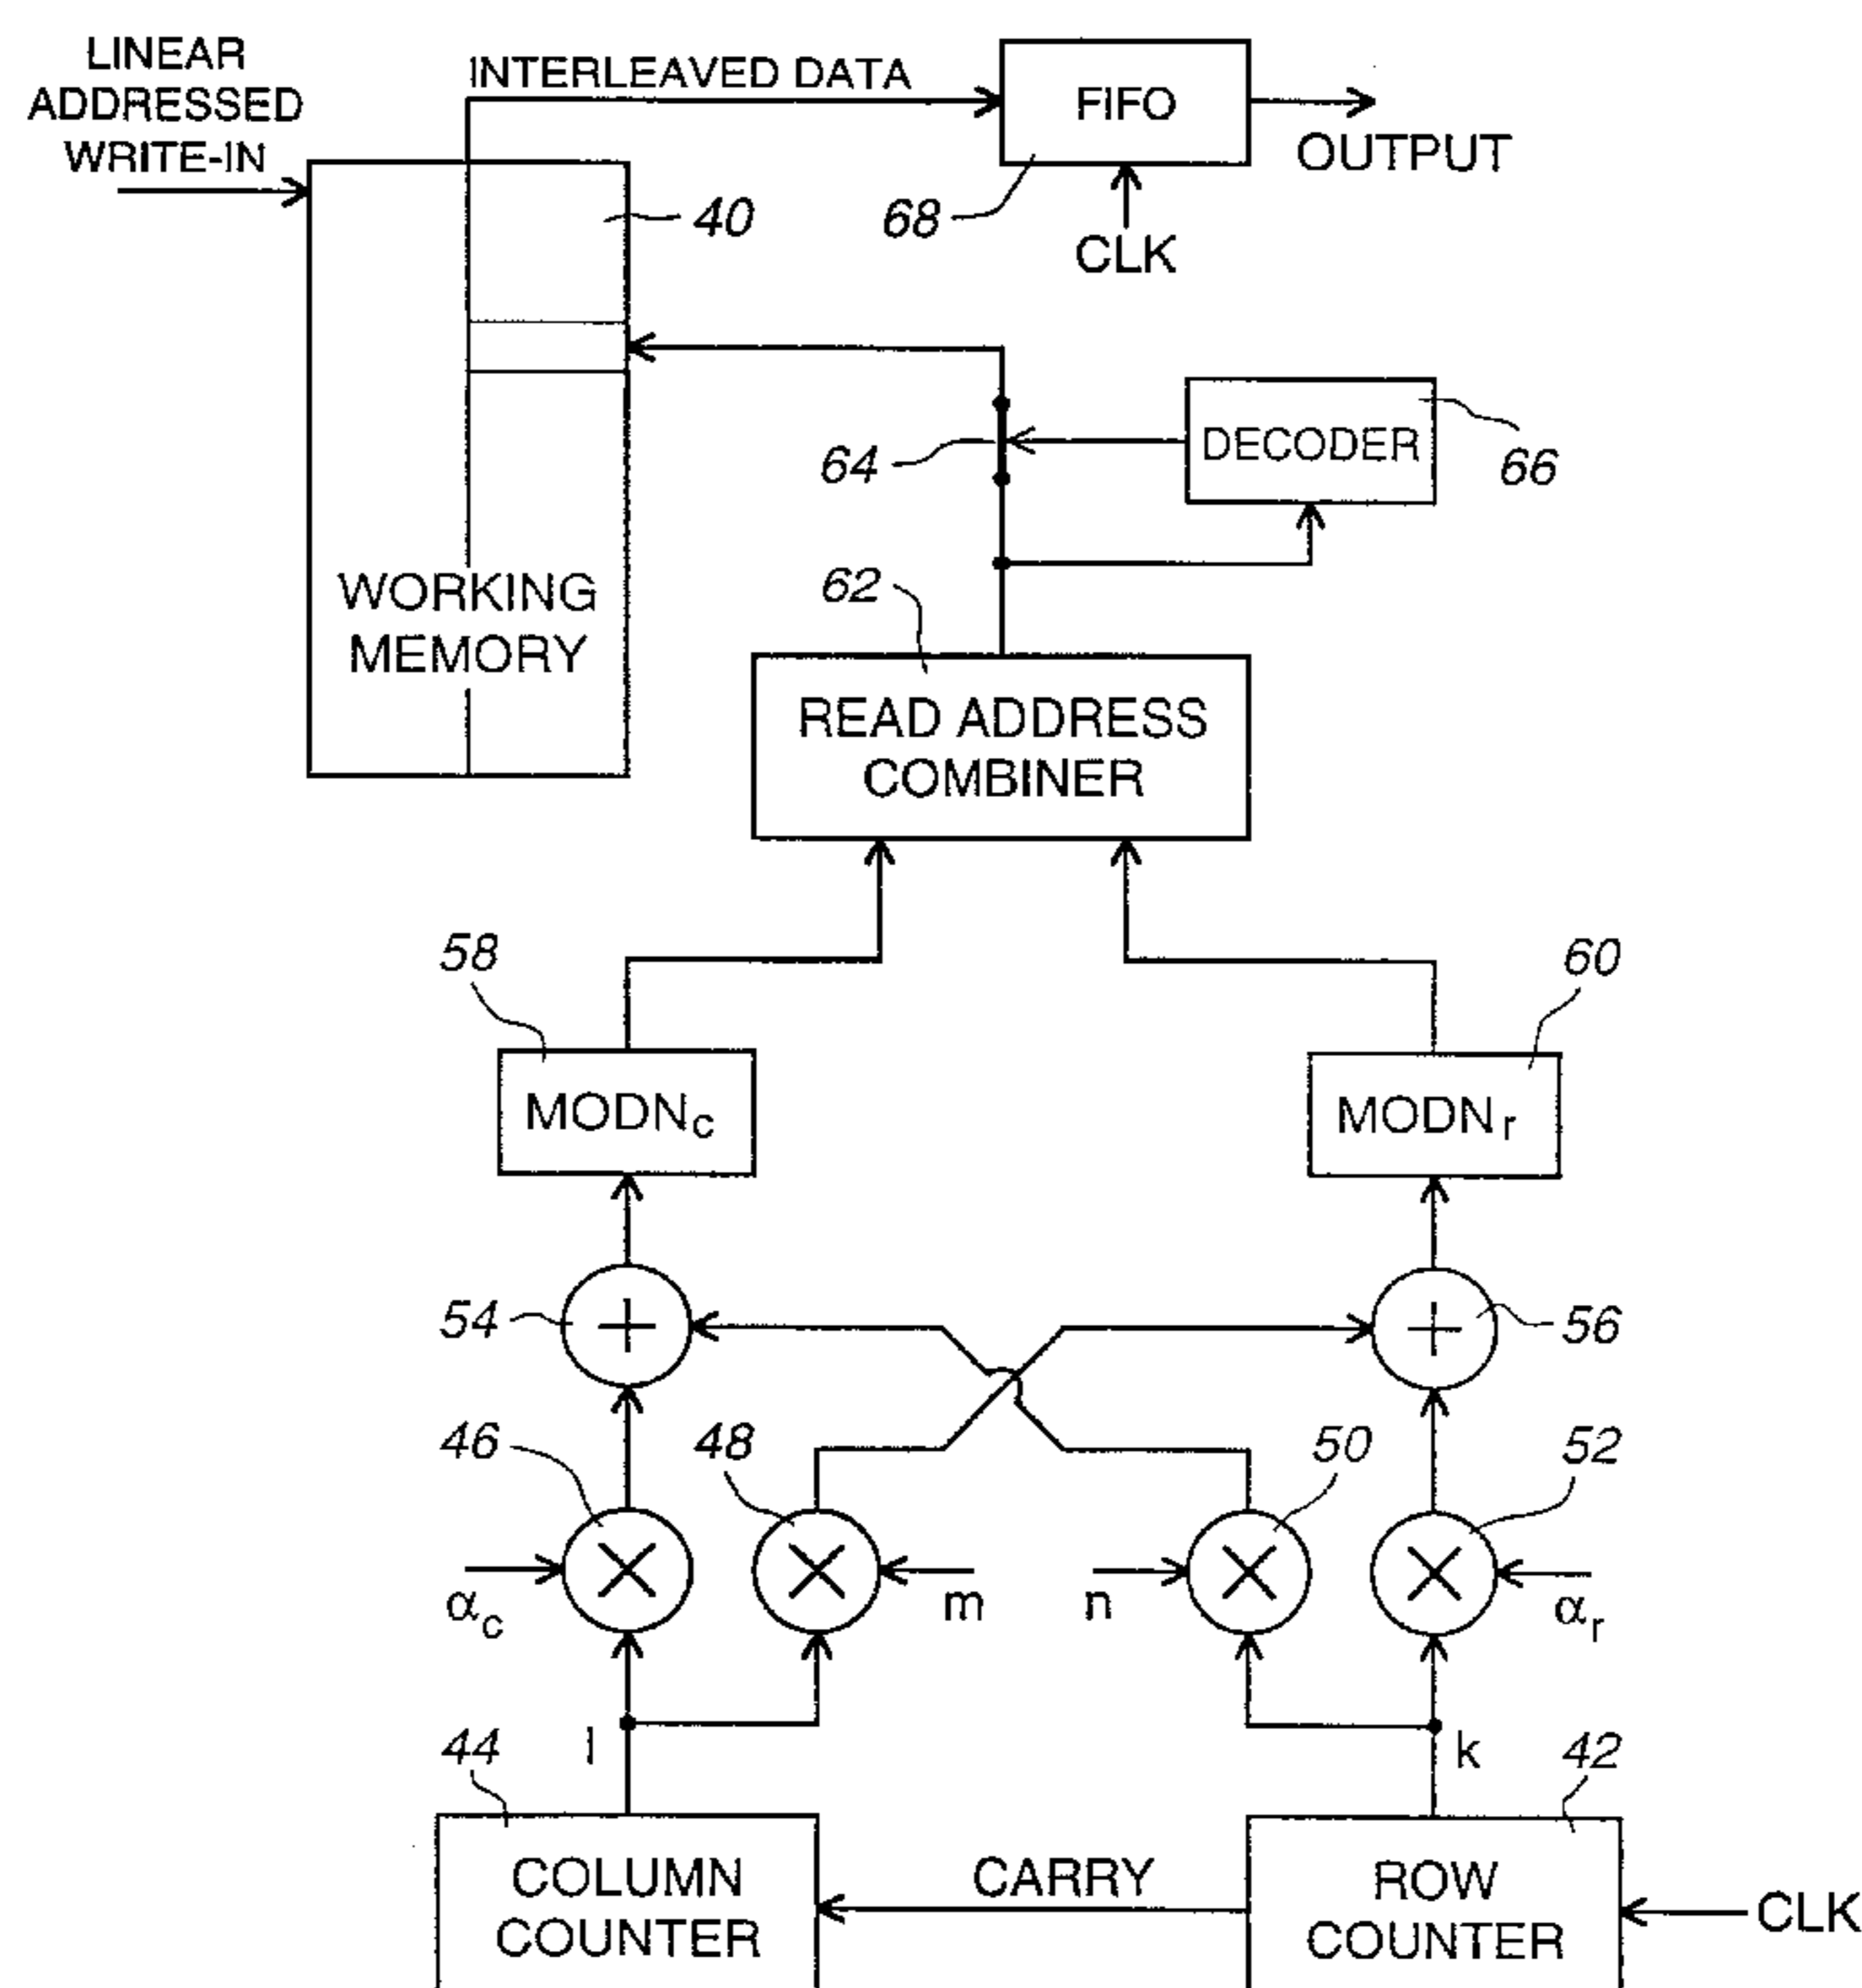 LINEAR
ADDRESSED
WRITE-IN
INTERLEAVED DATA
FIFO
OUTPUT
40
68
CLK
64
DECODER
66
62
WORKING
MEMORY
READ ADDRESS
COMBINER
58
60
MODNc
MODNr
54
56
46
48
50
52
αc
m
n
αr
44
l
k
42
COLUMN
COUNTER
CARRY
ROW
COUNTER
CLK